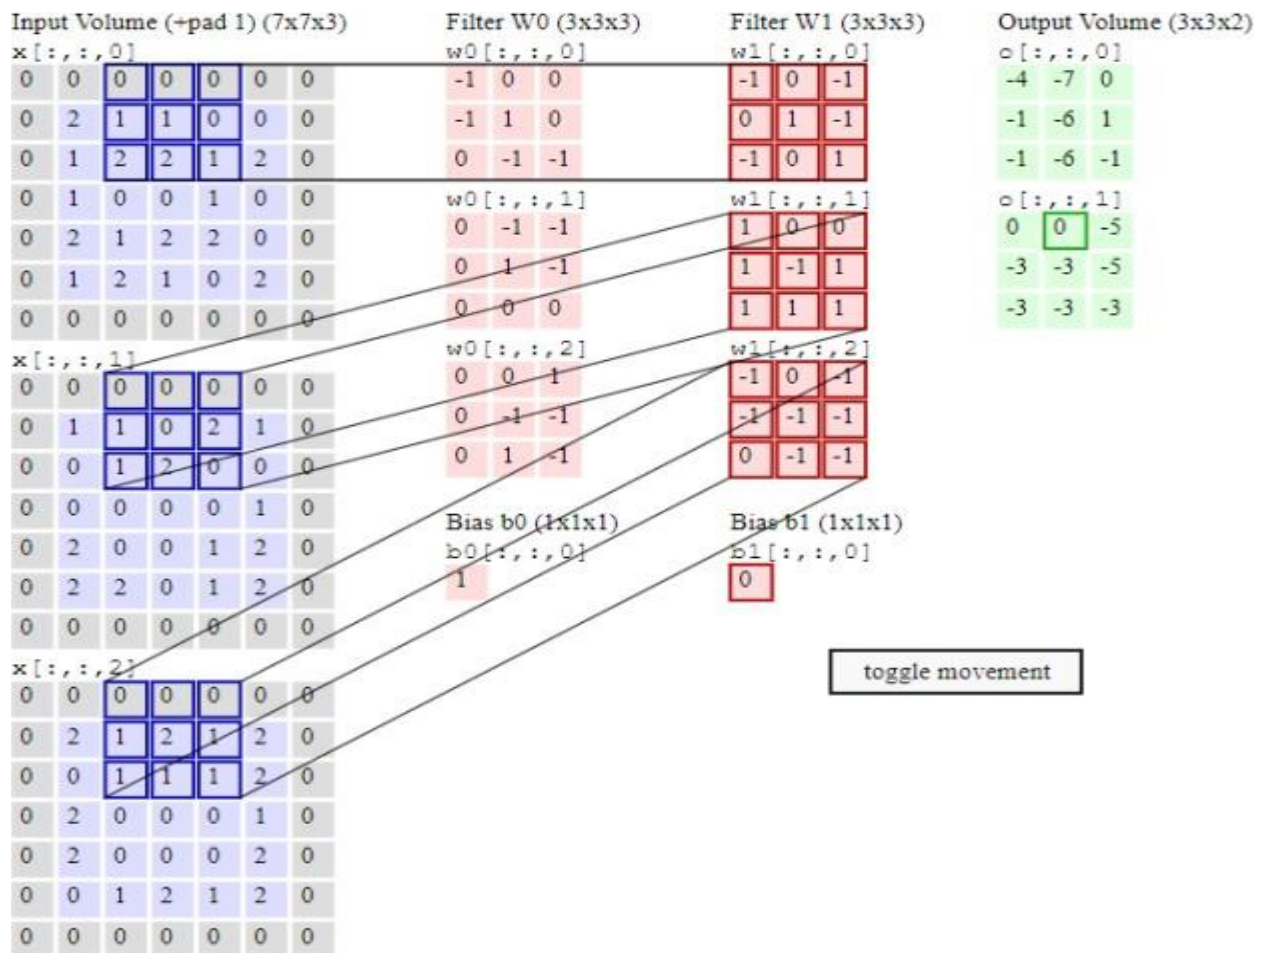 Input Volume (+pad 1) (7x7x3)
x[:,:,0]
0 0 0 0 0 0 0
0 2 1 1 0 0 0
0 1 2 2 1 2 0
0 1 0 0 1 0 0
0 2 1 2 2 0 0
0 1 2 1 0 2 0
0 0 0 0 0 0 0
x[:,:,1]
0 0 0 0 0 0 0
0 1 1 0 2 1 0
0 0 1 2 0 0 0
0 0 0 0 0 1 0
0 2 0 0 1 2 0
0 2 2 0 1 2 0
0 0 0 0 0 0 0
x[:,:,2]
0 0 0 0 0 0 0
0 2 1 2 1 2 0
0 0 1 1 1 2 0
0 2 0 0 0 1 0
0 2 0 0 0 2 0
0 0 1 2 1 2 0
0 0 0 0 0 0 0
Filter W0 (3x3x3)
w0[:,:,0]
-1 0 0
-1 1 0
0 -1 -1
w0[:,:,1]
0 -1 -1
0 1 -1
0 0 0
w0[:,:,2]
0 0 1
0 -1 -1
0 1 -1
Bias b0 (1x1x1)
b0[:,:,0]
1
Filter W1 (3x3x3)
w1[:,:,0]
-1 0 -1
0 1 -1
-1 0 1
w1[:,:,1]
1 0 0
1 -1 1
1 1 1
w1[:,:,2]
-1 0 -1
-1 -1 -1
0 -1 -1
Bias b1 (1x1x1)
b1[:,:,0]
0
Output Volume (3x3x2)
o[:,:,0]
-4 -7 0
-1 -6 1
-1 -6 -1
o[:,:,1]
0 0 -5
-3 -3 -5
-3 -3 -3
toggle movement